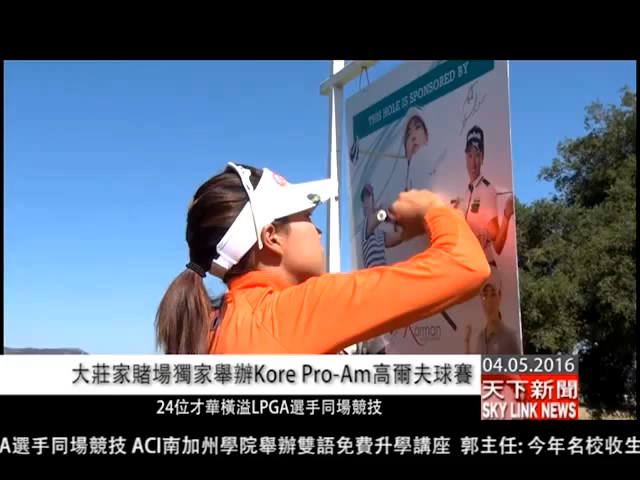 THIS HOLE IS SPONSORED BY
Korman
大莊家賭場獨家舉辦Kore Pro-Am高爾夫球賽
24位才華橫溢LPGA選手同場競技
04.05.2016
天下新聞
SKY LINK NEWS
A選手同場競技 ACI南加州學院舉辦雙語免費升學講座 郭主任: 今年名校收生